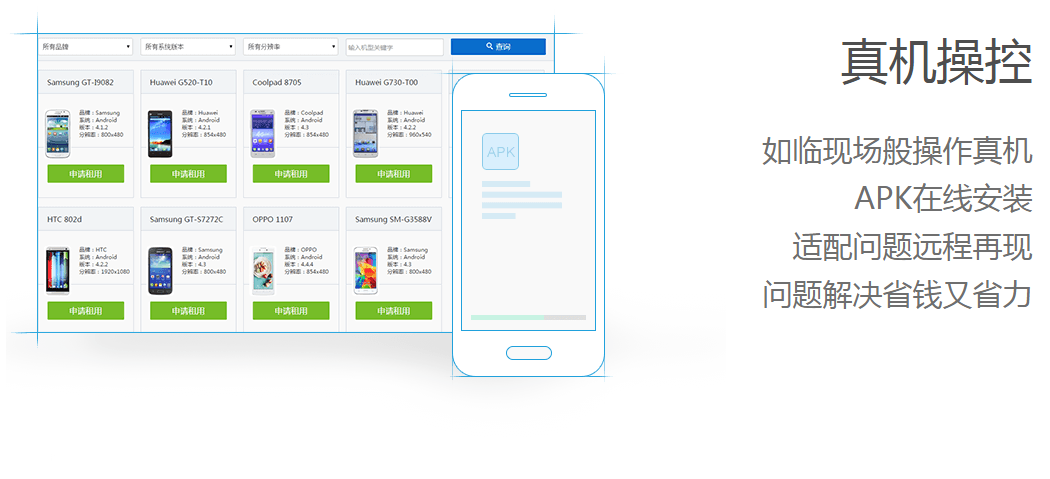 所有品牌
所有系统版本
所有分辨率
输入机型关键字
查询
真机操控
如临现场般操作真机
APK在线安装
适配问题远程再现
问题解决省钱又省力
Samsung GT-I9082
品牌：Samsung
系统：Android
版本：4.1.2
分辨率：800x480
申请租用
Huawei G520-T10
品牌：Huawei
系统：Android
版本：4.2.1
分辨率：854x480
申请租用
Coolpad 8705
品牌：Coolpad
系统：Android
版本：4.3
分辨率：854x480
申请租用
Huawei G730-T00
品牌：Huawei
系统：Android
版本：4.2.2
分辨率：960x540
申请租用
HTC 802d
品牌：HTC
系统：Android
版本：4.2.2
分辨率：1920x1080
申请租用
Samsung GT-S7272C
品牌：Samsung
系统：Android
版本：4.3
分辨率：800x480
申请租用
OPPO 1107
品牌：OPPO
系统：Android
版本：4.4.4
分辨率：854x480
申请租用
Samsung SM-G3588V
品牌：Samsung
系统：Android
版本：4.3
分辨率：800x480
申请租用
APK